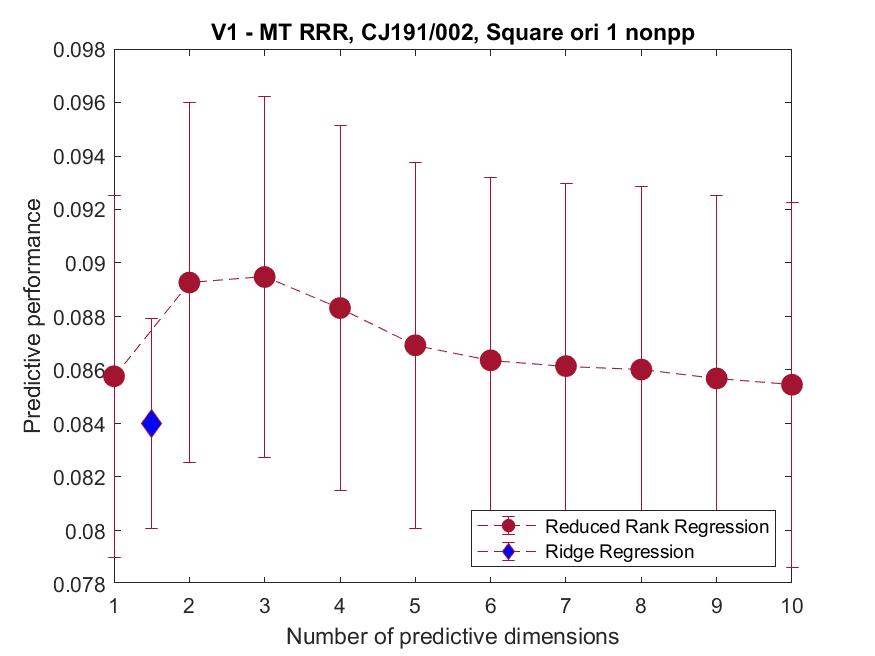 V1 - MT RRR, CJ191/002, Square ori 1 nonpp
0.098
0.096
0.094
0.092
0.09
0.088
0.086
0.084
0.082
0.08
0.078
Predictive performance
Reduced Rank Regression
Ridge Regression
1 2 3 4 5 6 7 8 9 10
Number of predictive dimensions